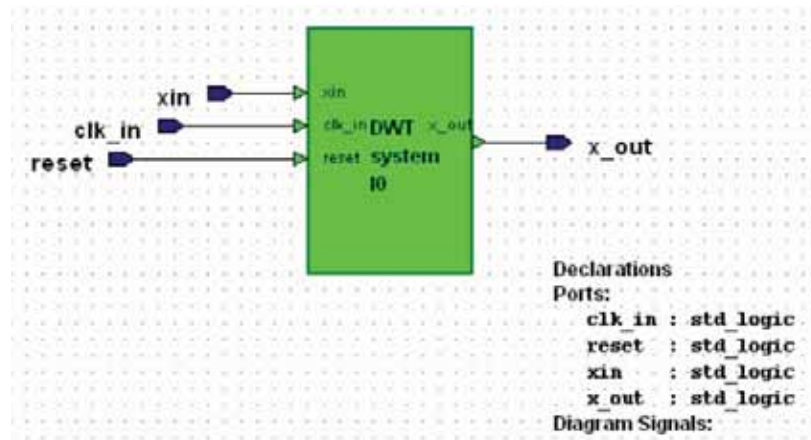 xin
clk_in
reset
xin
clk_in DWT x_out
reset system
I0
x_out
Declarations
Ports:
clk_in : std_logic
reset : std_logic
xin : std_logic
x_out : std_logic
Diagram Signals: